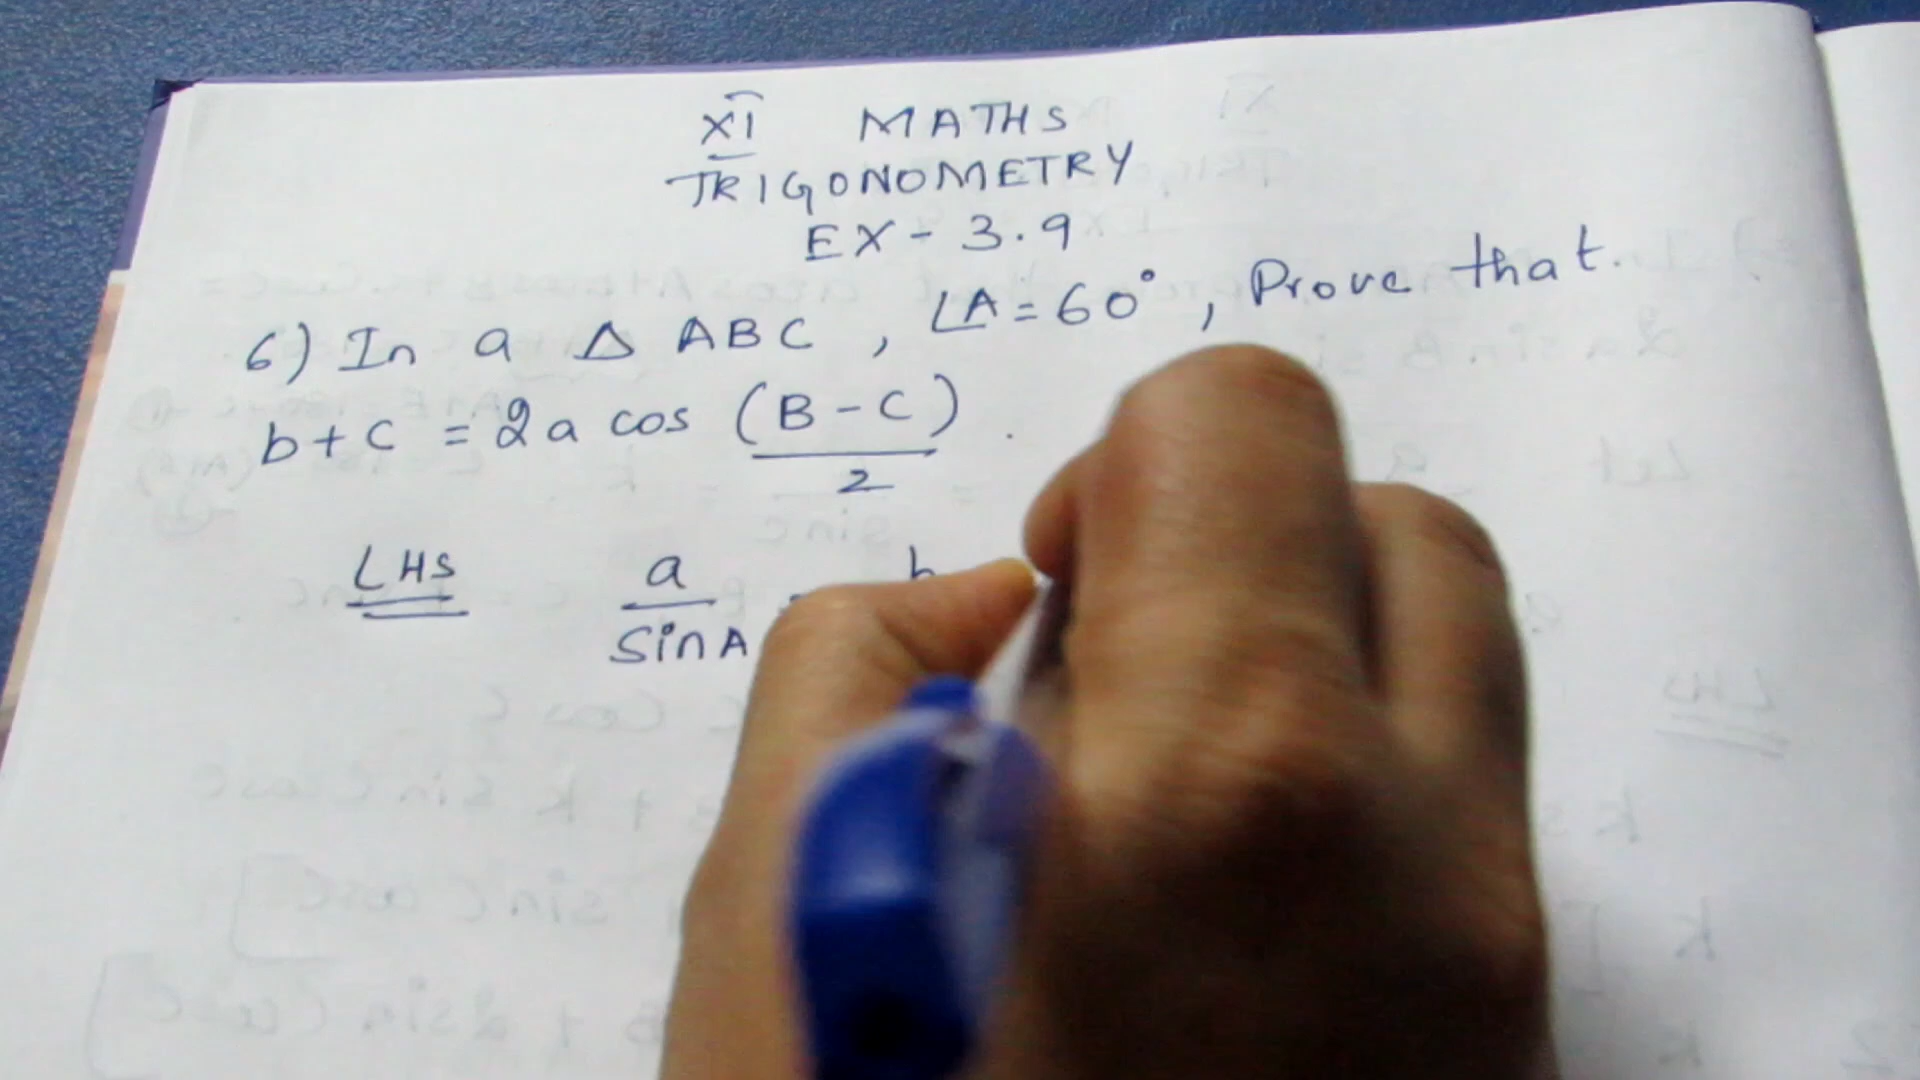 XI MATHS
TRIGONOMETRY
EX - 3.9
6) In a Δ ABC, ∠A = 60°, Prove that.
b + c = 2a cos (B - C) / 2.
LHS a / sin A = b